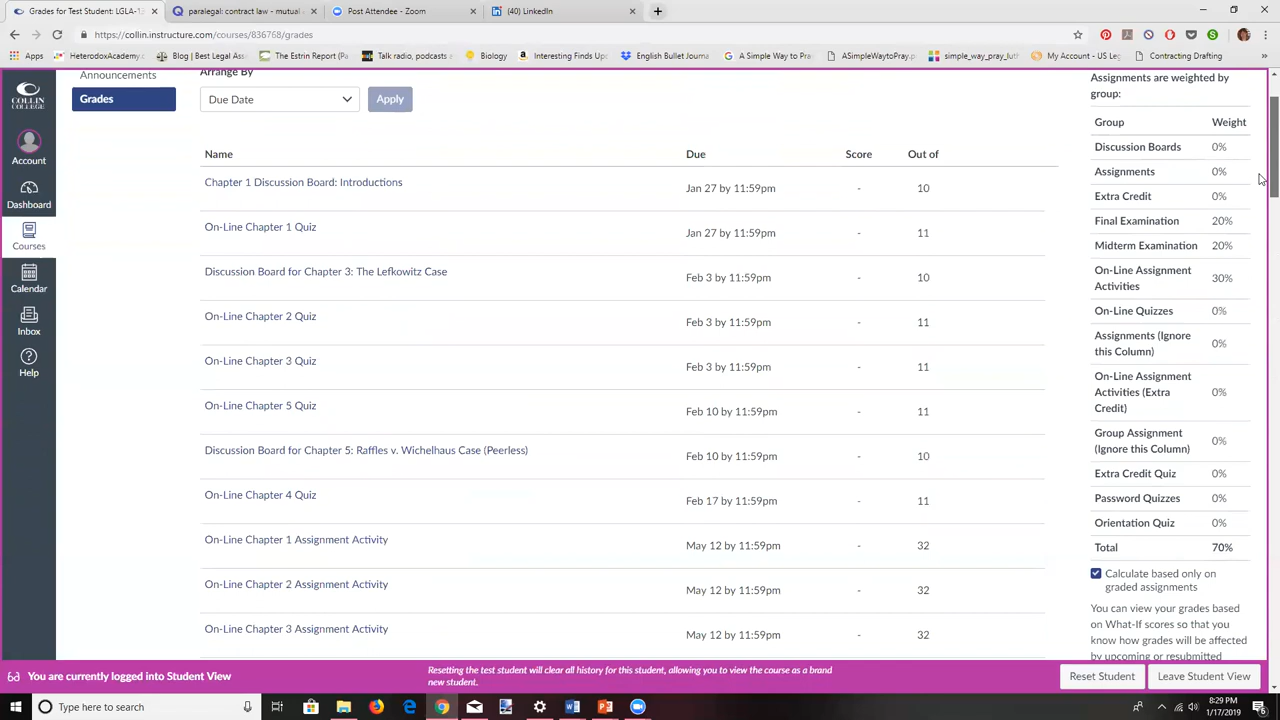 Grades for Test Student: LGLA-13
paralegal: contract law - mutual
Post Attendee - Zoom
(40) LinkedIn
https://collin.instructure.com/courses/836768/grades
Apps
HeterodoxAcademy.or
Blog | Best Legal Asse
The Estrin Report (Pa
Talk radio, podcasts
Biology
Interesting Finds Up
English Bullet Journal
A Simple Way to Pray
ASimpleWaytoPray.
simple_way_pray_luth
My Account - US Leg
Contracting Drafting
COLLIN COLLEGE
Account
Dashboard
Courses
Calendar
Inbox
Help
Announcements
Grades
Arrange By
Due Date
Apply
Name Due Score Out of
Chapter 1 Discussion Board: Introductions Jan 27 by 11:59pm - 10
On-Line Chapter 1 Quiz Jan 27 by 11:59pm - 11
Discussion Board for Chapter 3: The Lefkowitz Case Feb 3 by 11:59pm - 10
On-Line Chapter 2 Quiz Feb 3 by 11:59pm - 11
On-Line Chapter 3 Quiz Feb 3 by 11:59pm - 11
On-Line Chapter 5 Quiz Feb 10 by 11:59pm - 11
Discussion Board for Chapter 5: Raffles v. Wichelhaus Case (Peerless) Feb 10 by 11:59pm - 10
On-Line Chapter 4 Quiz Feb 17 by 11:59pm - 11
On-Line Chapter 1 Assignment Activity May 12 by 11:59pm - 32
On-Line Chapter 2 Assignment Activity May 12 by 11:59pm - 32
On-Line Chapter 3 Assignment Activity May 12 by 11:59pm - 32
Assignments are weighted by
group:
Group Weight
Discussion Boards 0%
Assignments 0%
Extra Credit 0%
Final Examination 20%
Midterm Examination 20%
On-Line Assignment
Activities 30%
On-Line Quizzes 0%
Assignments (Ignore
this Column) 0%
On-Line Assignment
Activities (Extra 0%
Credit)
Group Assignment
(Ignore this Column) 0%
Extra Credit Quiz 0%
Password Quizzes 0%
Orientation Quiz 0%
Total 70%
Calculate based only on
graded assignments
You can view your grades based
on What-If scores so that you
know how grades will be affected
by upcoming or resubmitted
You are currently logged into Student View
Resetting the test student will clear all history for this student, allowing you to view the course as a brand
new student.
Reset Student
Leave Student View
Type here to search
8:29 PM
1/17/2019